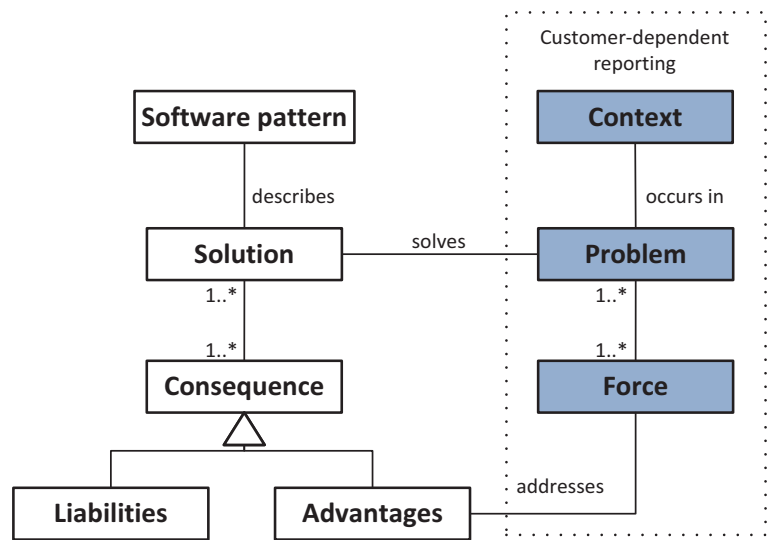 Customer-dependent
reporting
Software pattern
Context
describes
occurs in
Solution
solves
Problem
1..*
1..*
1..*
1..*
Consequence
Force
Liabilities
Advantages
addresses